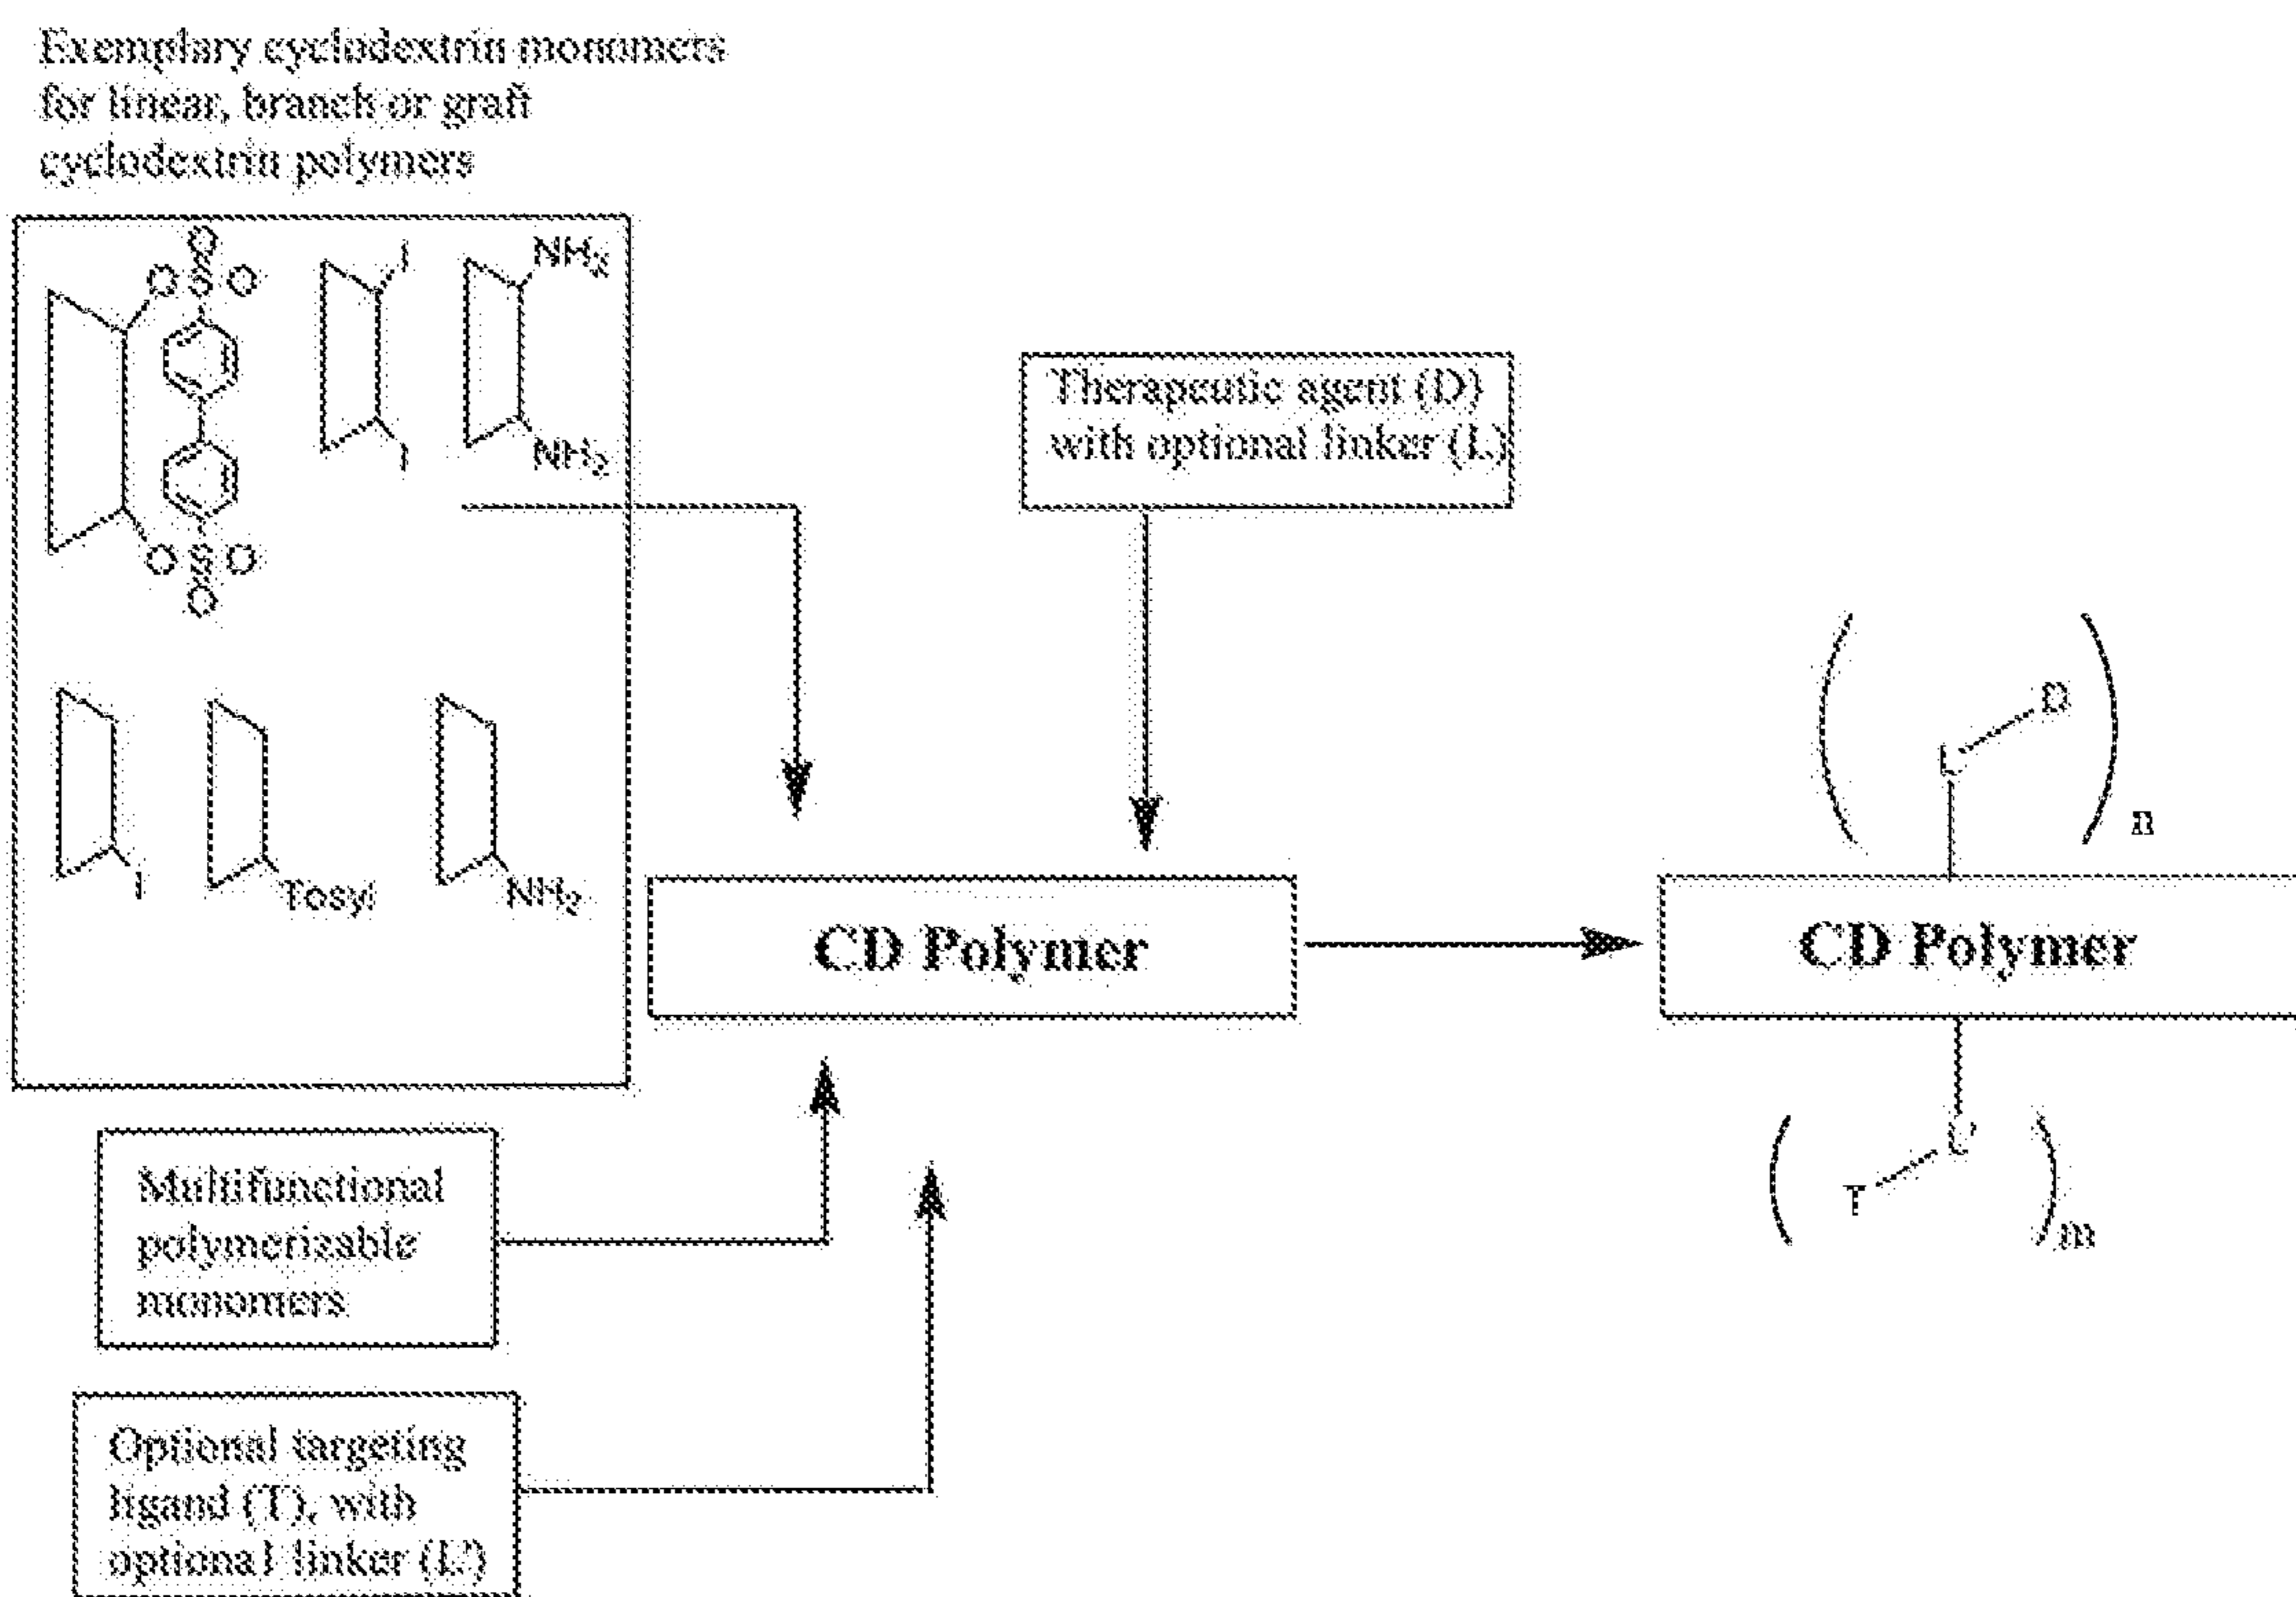 Exemplary cyclodextrin monomers
for linear, branch or graft
cyclodextrin polymers
O
O S O
O S O
O
I
I
NH2
NH2
I
Tosyl
NH2
Therapeutic agent (D)
with optional linker (L)
CD Polymer
Multifunctional
polymerizable
monomers
Optional targeting
ligand (T), with
optional linker (L')
D
L
n
CD Polymer
L'
T
m